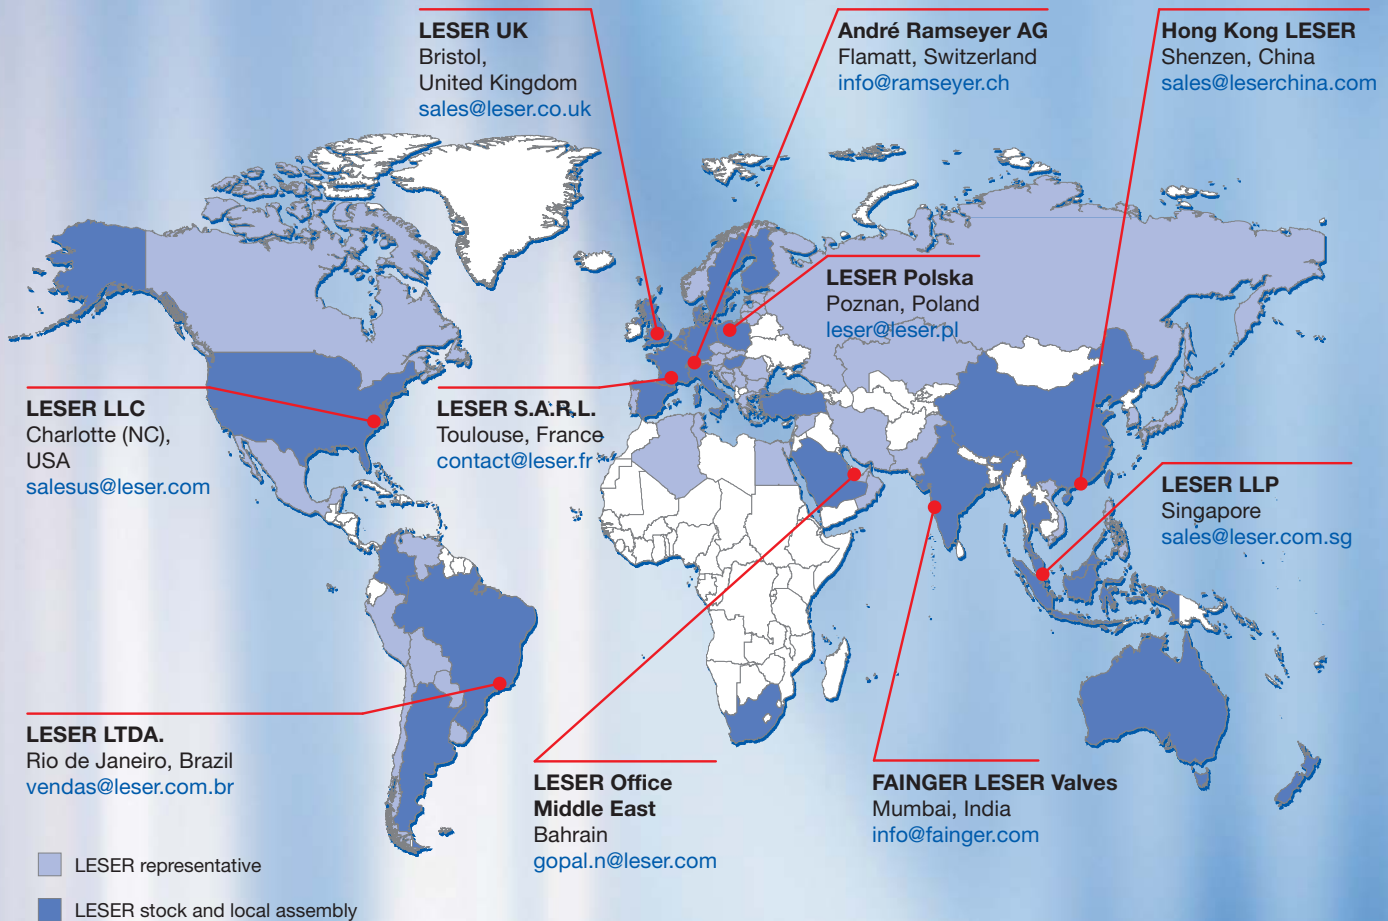 LESER UK
Bristol,
United Kingdom
sales@leser.co.uk
André Ramseyer AG
Flamatt, Switzerland
info@ramseyer.ch
Hong Kong LESER
Shenzen, China
sales@leserchina.com
LESER Polska
Poznan, Poland
leser@leser.pl
LESER LLC
Charlotte (NC),
USA
salesus@leser.com
LESER S.A.R.L.
Toulouse, France
contact@leser.fr
LESER LLP
Singapore
sales@leser.com.sg
LESER LTDA.
Rio de Janeiro, Brazil
vendas@leser.com.br
LESER Office
Middle East
Bahrain
gopal.n@leser.com
FAINGER LESER Valves
Mumbai, India
info@fainger.com
LESER representative
LESER stock and local assembly